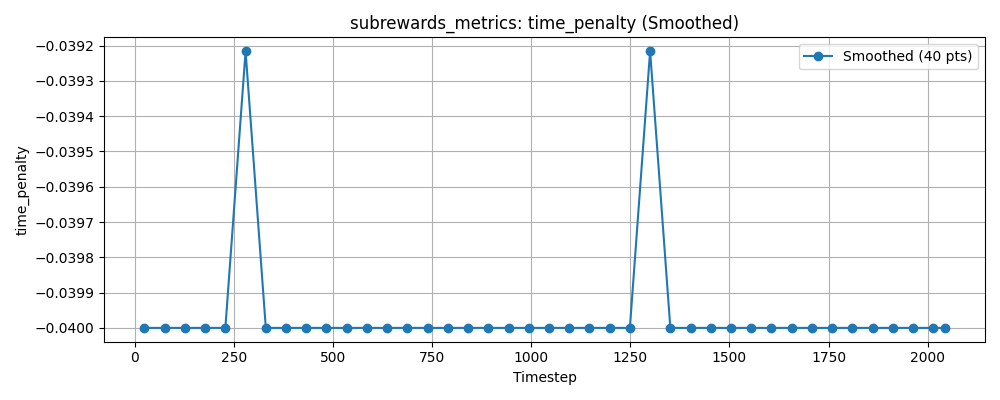 subrewards_metrics: time_penalty (Smoothed)
Smoothed (40 pts)
time_penalty
−0.0392
−0.0393
−0.0394
−0.0395
−0.0396
−0.0397
−0.0398
−0.0399
−0.0400
0 250 500 750 1000 1250 1500 1750 2000
Timestep